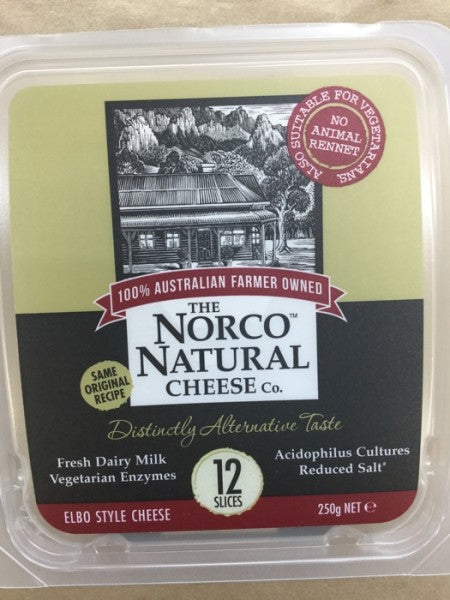 ALSO SUITABLE FOR VEGETARIANS.
NO
ANIMAL
RENNET
100% AUSTRALIAN FARMER OWNED
THE
NORCO™
NATURAL
CHEESE Co.
SAME
ORIGINAL
RECIPE
Distinctly Alternative Taste
Fresh Dairy Milk
Vegetarian Enzymes
12
SLICES
Acidophilus Cultures
Reduced Salt#
ELBO STYLE CHEESE
250g NET ℮